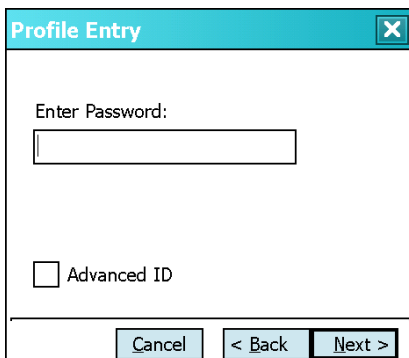 Profile Entry
Enter Password:
Advanced ID
Cancel < Back Next >